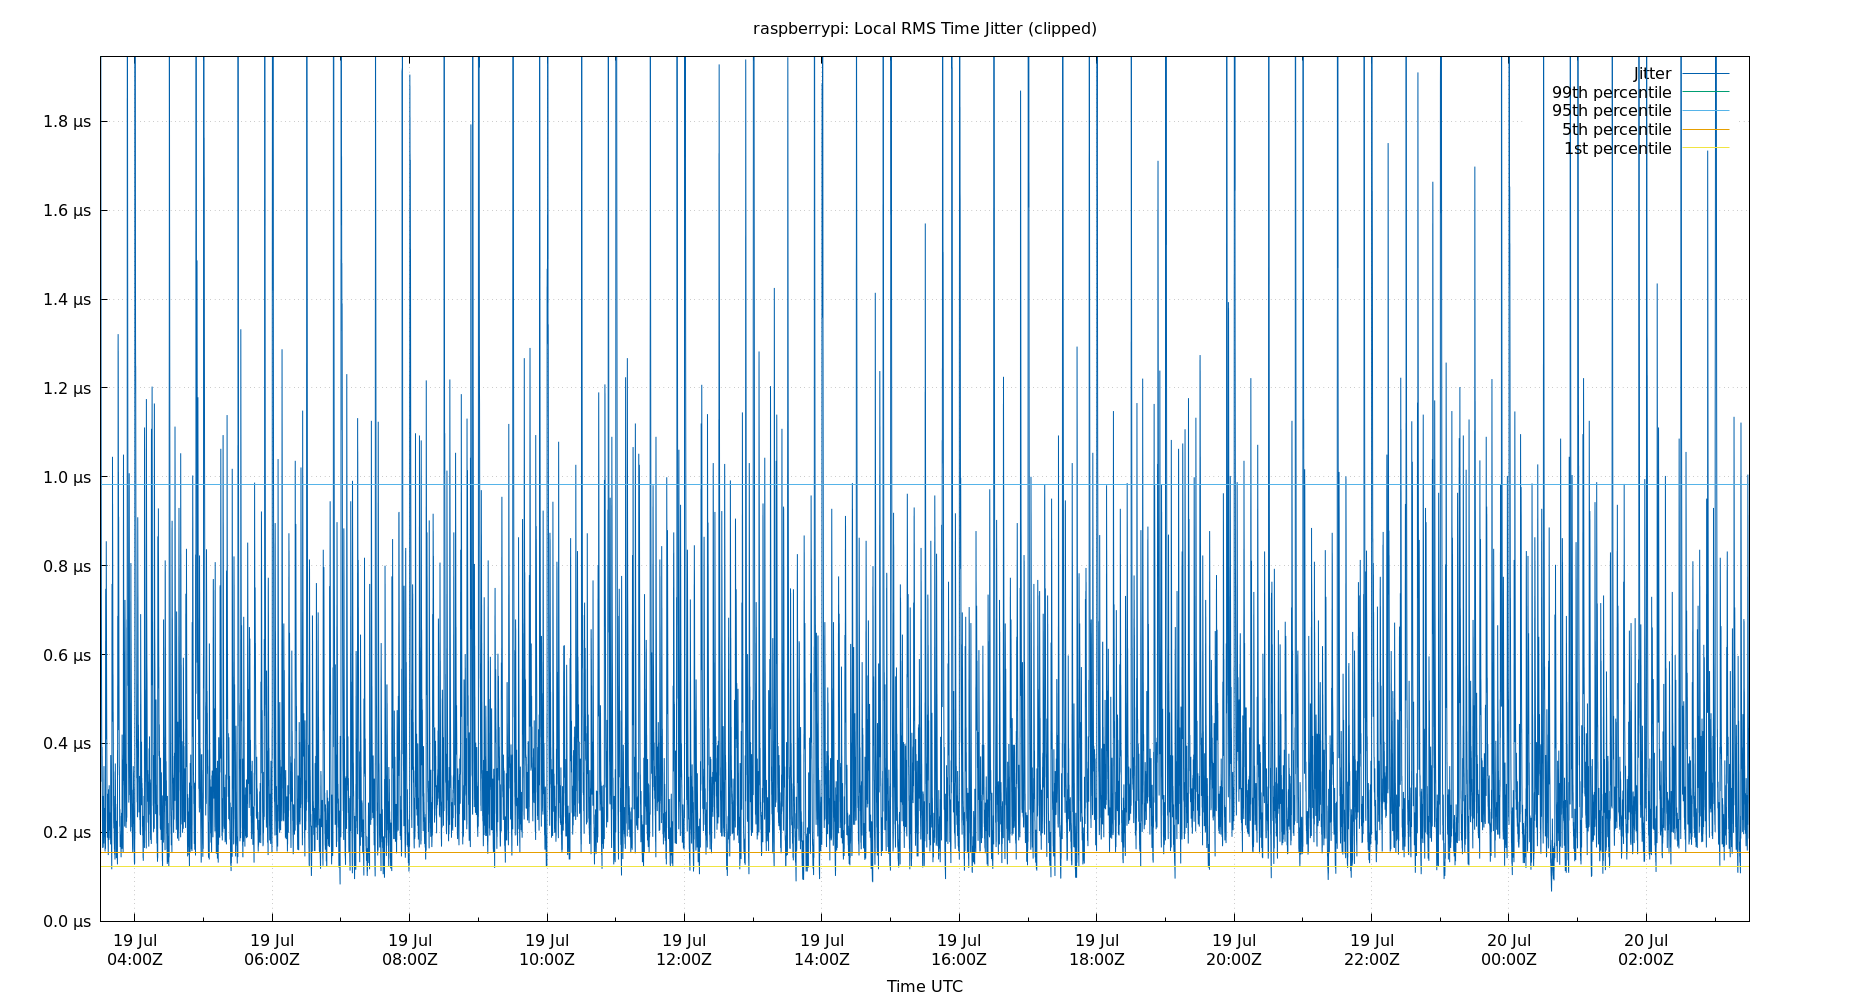 raspberrypi: Local RMS Time Jitter (clipped)
Jitter
99th percentile
95th percentile
5th percentile
1st percentile
1.8 µs
1.6 µs
1.4 µs
1.2 µs
1.0 µs
0.8 µs
0.6 µs
0.4 µs
0.2 µs
0.0 µs
19 Jul 19 Jul 19 Jul 19 Jul 19 Jul 19 Jul 19 Jul 19 Jul 19 Jul 19 Jul 20 Jul 20 Jul
04:00Z 06:00Z 08:00Z 10:00Z 12:00Z 14:00Z 16:00Z 18:00Z 20:00Z 22:00Z 00:00Z 02:00Z
Time UTC